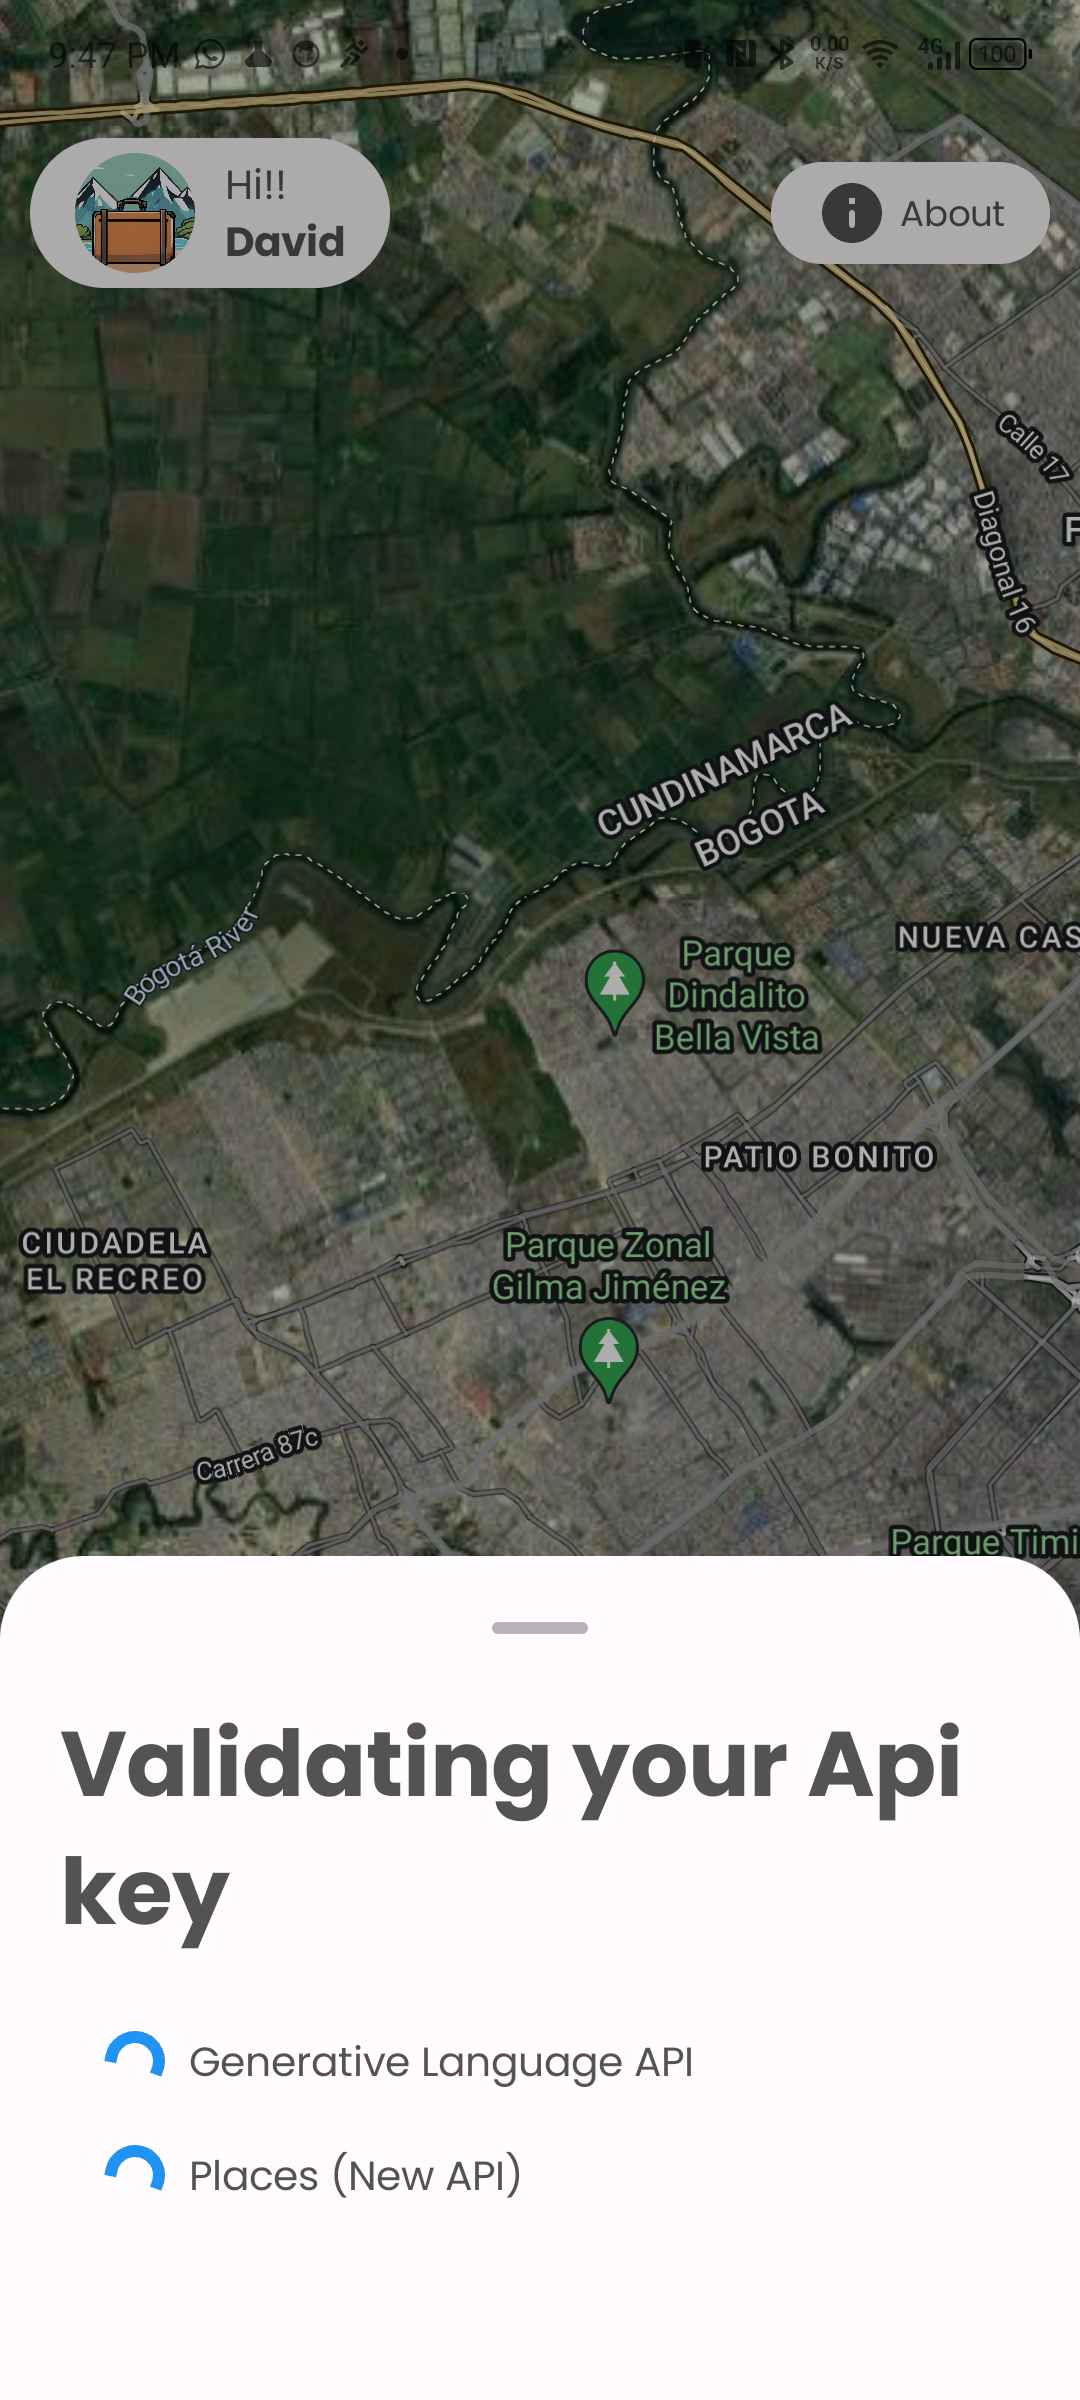 9:47 PM
0.00
K/S
4G
100
Hi!!
David
About
Calle 17
Diagonal 16
F
CUNDINAMARCA
BOGOTA
Bogotá River
NUEVA CAS
Parque
Dindalito
Bella Vista
PATIO BONITO
CIUDADELA
EL RECREO
Parque Zonal
Gilma Jiménez
Carrera 87c
Parque Timi
Validating your Api
key
Generative Language API
Places (New API)